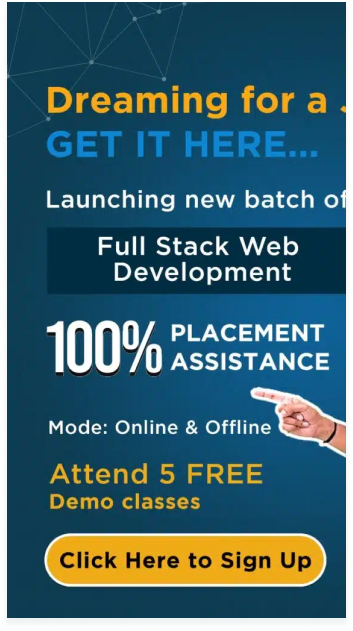 Dreaming for a
GET IT HERE...
Launching new batch of
Full Stack Web
Development
100% PLACEMENT
ASSISTANCE
Mode: Online & Offline
Attend 5 FREE
Demo classes
Click Here to Sign Up